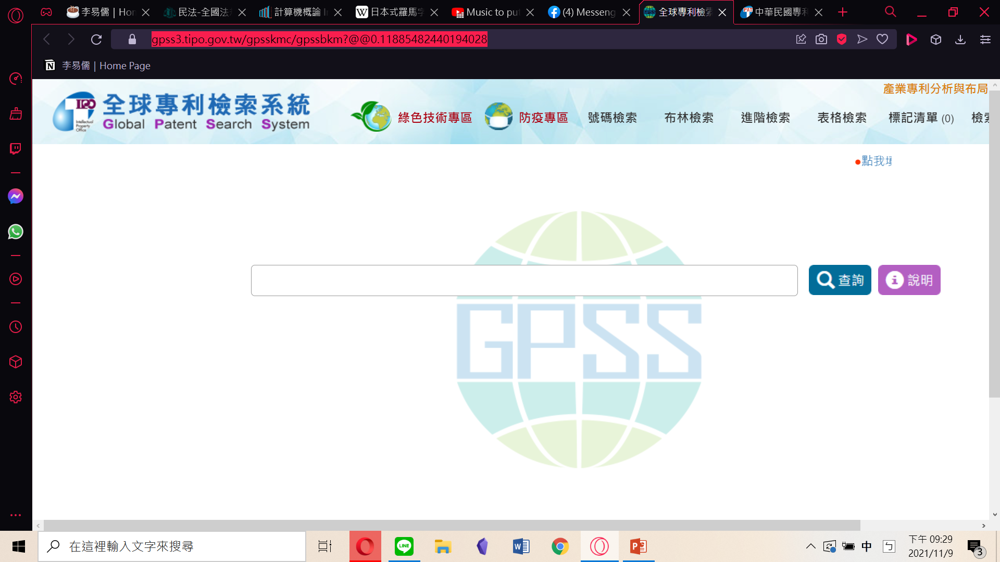 李易儒 | Hor
民法-全國法
計算機概論 I
日本式羅馬字
Music to put
(4) Messeng
全球專利檢索
中華民國專利
gpss3.tipo.gov.tw/gpsskmc/gpssbkm?@@0.11885482440194028
李易儒 | Home Page
產業專利分析與布局
TIPO
Intellectual
Property
Office
全球專利檢索系統
Global Patent Search System
綠色技術專區
防疫專區
號碼檢索
布林檢索
進階檢索
表格檢索
標記清單 (0)
檢索
點我填
查詢
說明
GPSS
在這裡輸入文字來搜尋
LINE
中
ㄅ
下午 09:29
2021/11/9
3